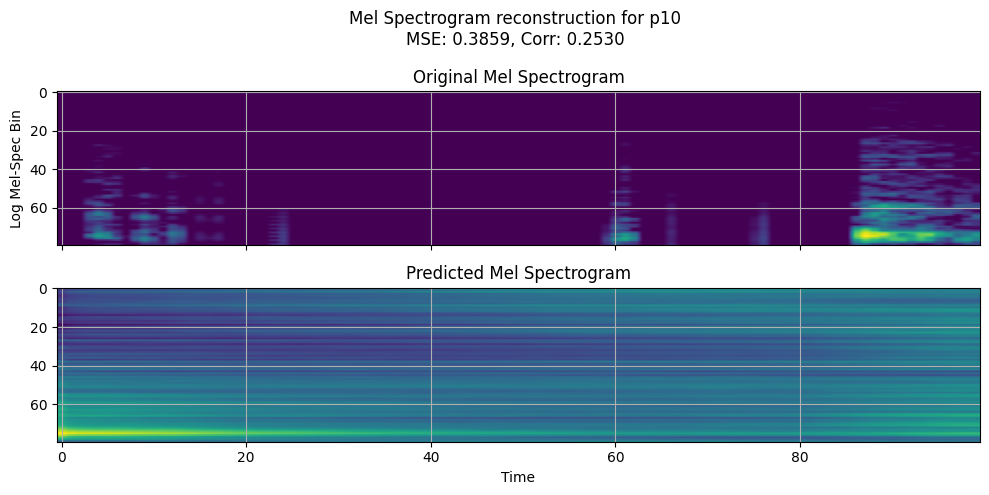 Mel Spectrogram reconstruction for p10
MSE: 0.3859, Corr: 0.2530
Original Mel Spectrogram
0
20
40
60
Log Mel-Spec Bin
Predicted Mel Spectrogram
0
20
40
60
0 20 40 60 80
Time